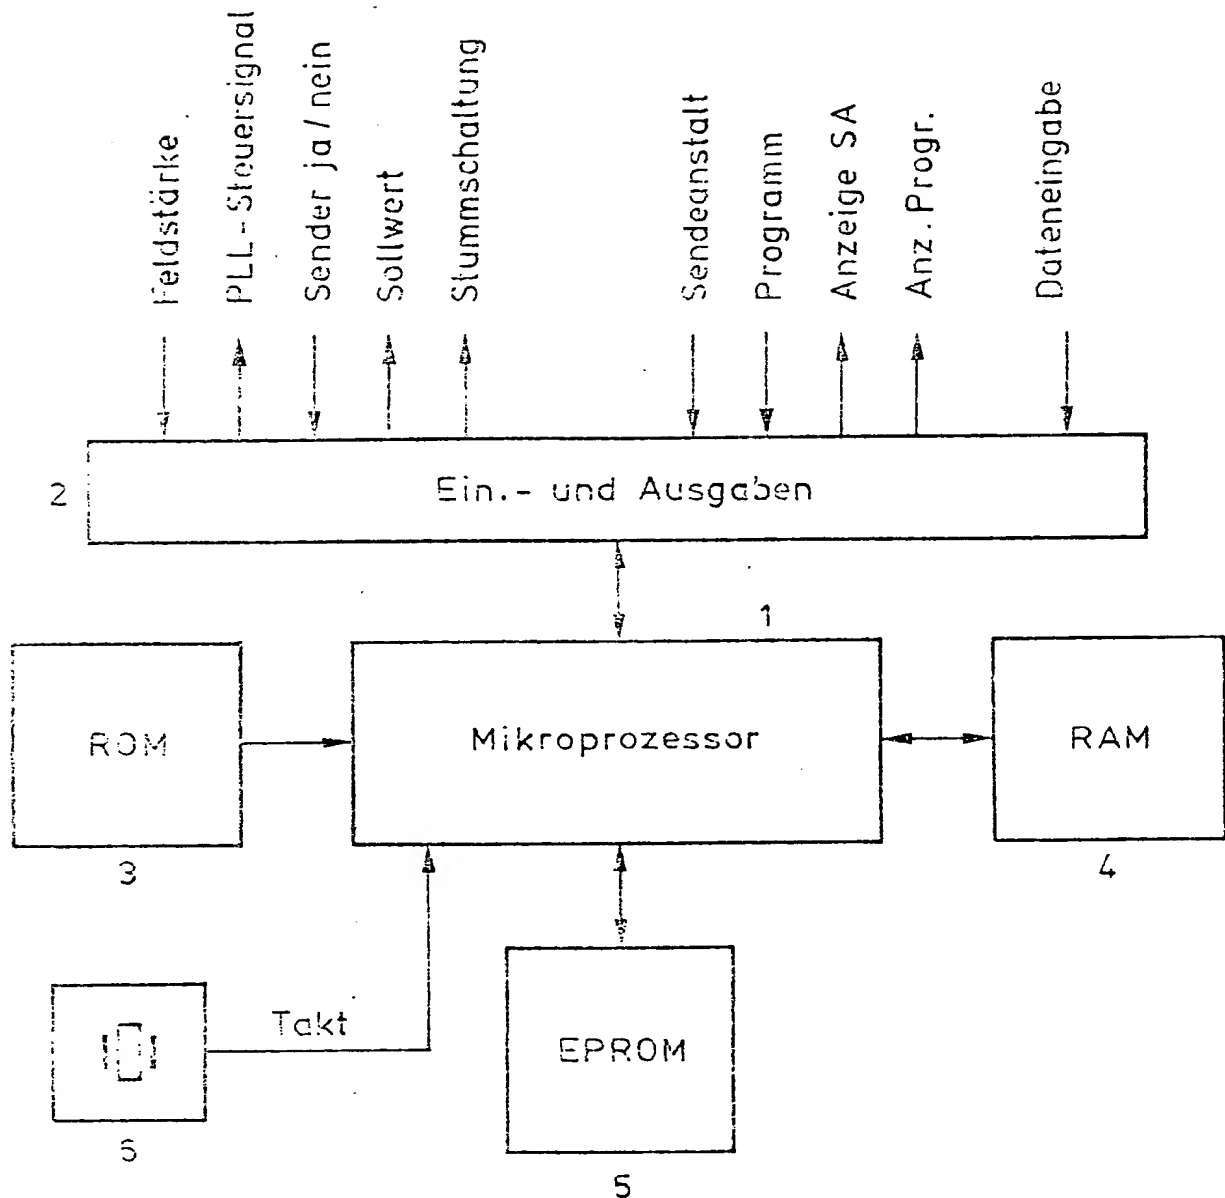 Feldstärke
PLL-Steuersignal
Sender ja/nein
Sollwert
Stummschaltung
Sendeanstalt
Programm
Anzeige SA
Anz. Progr.
Dateneingabe
2
Ein.- und Ausgaben
1
ROM
Mikroprozessor
RAM
3
4
Takt
EPROM
6
5